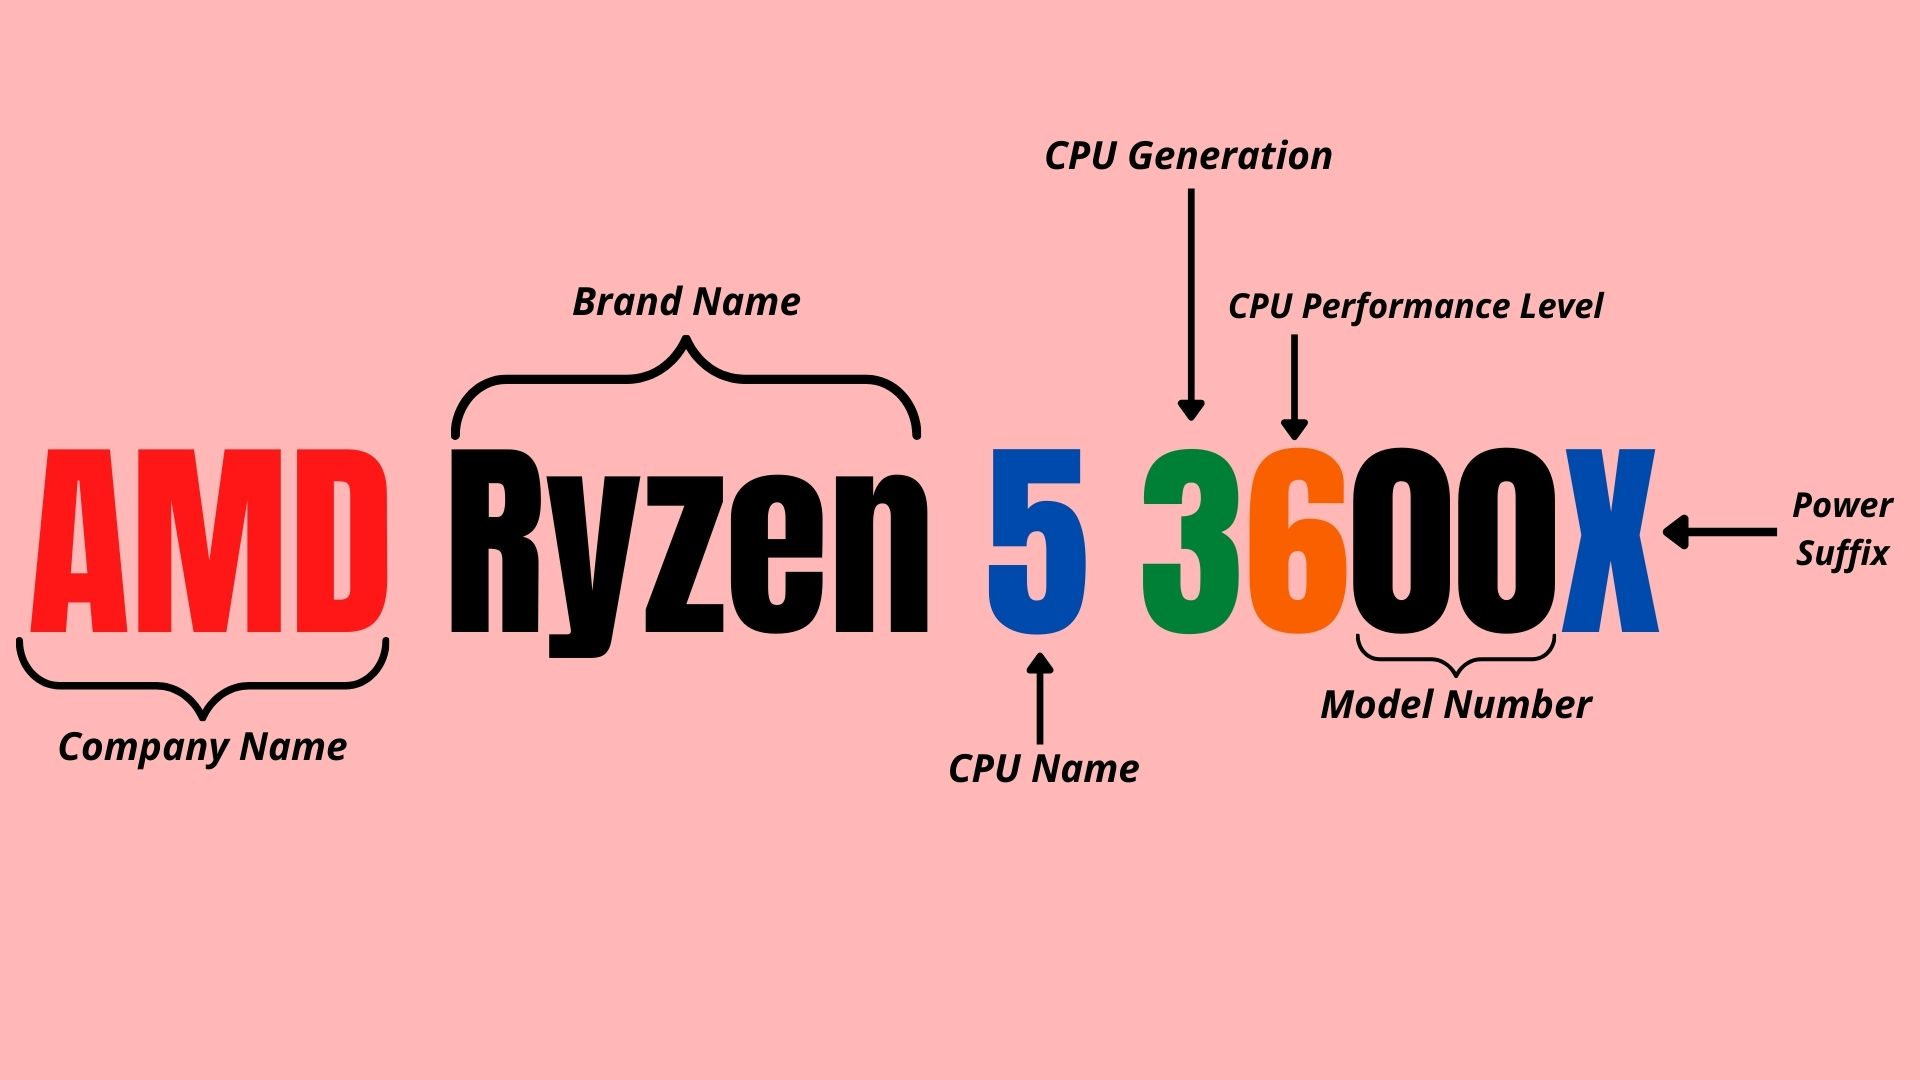 CPU Generation
Brand Name
CPU Performance Level
AMD Ryzen 5 3600X
Power
Suffix
Model Number
Company Name
CPU Name